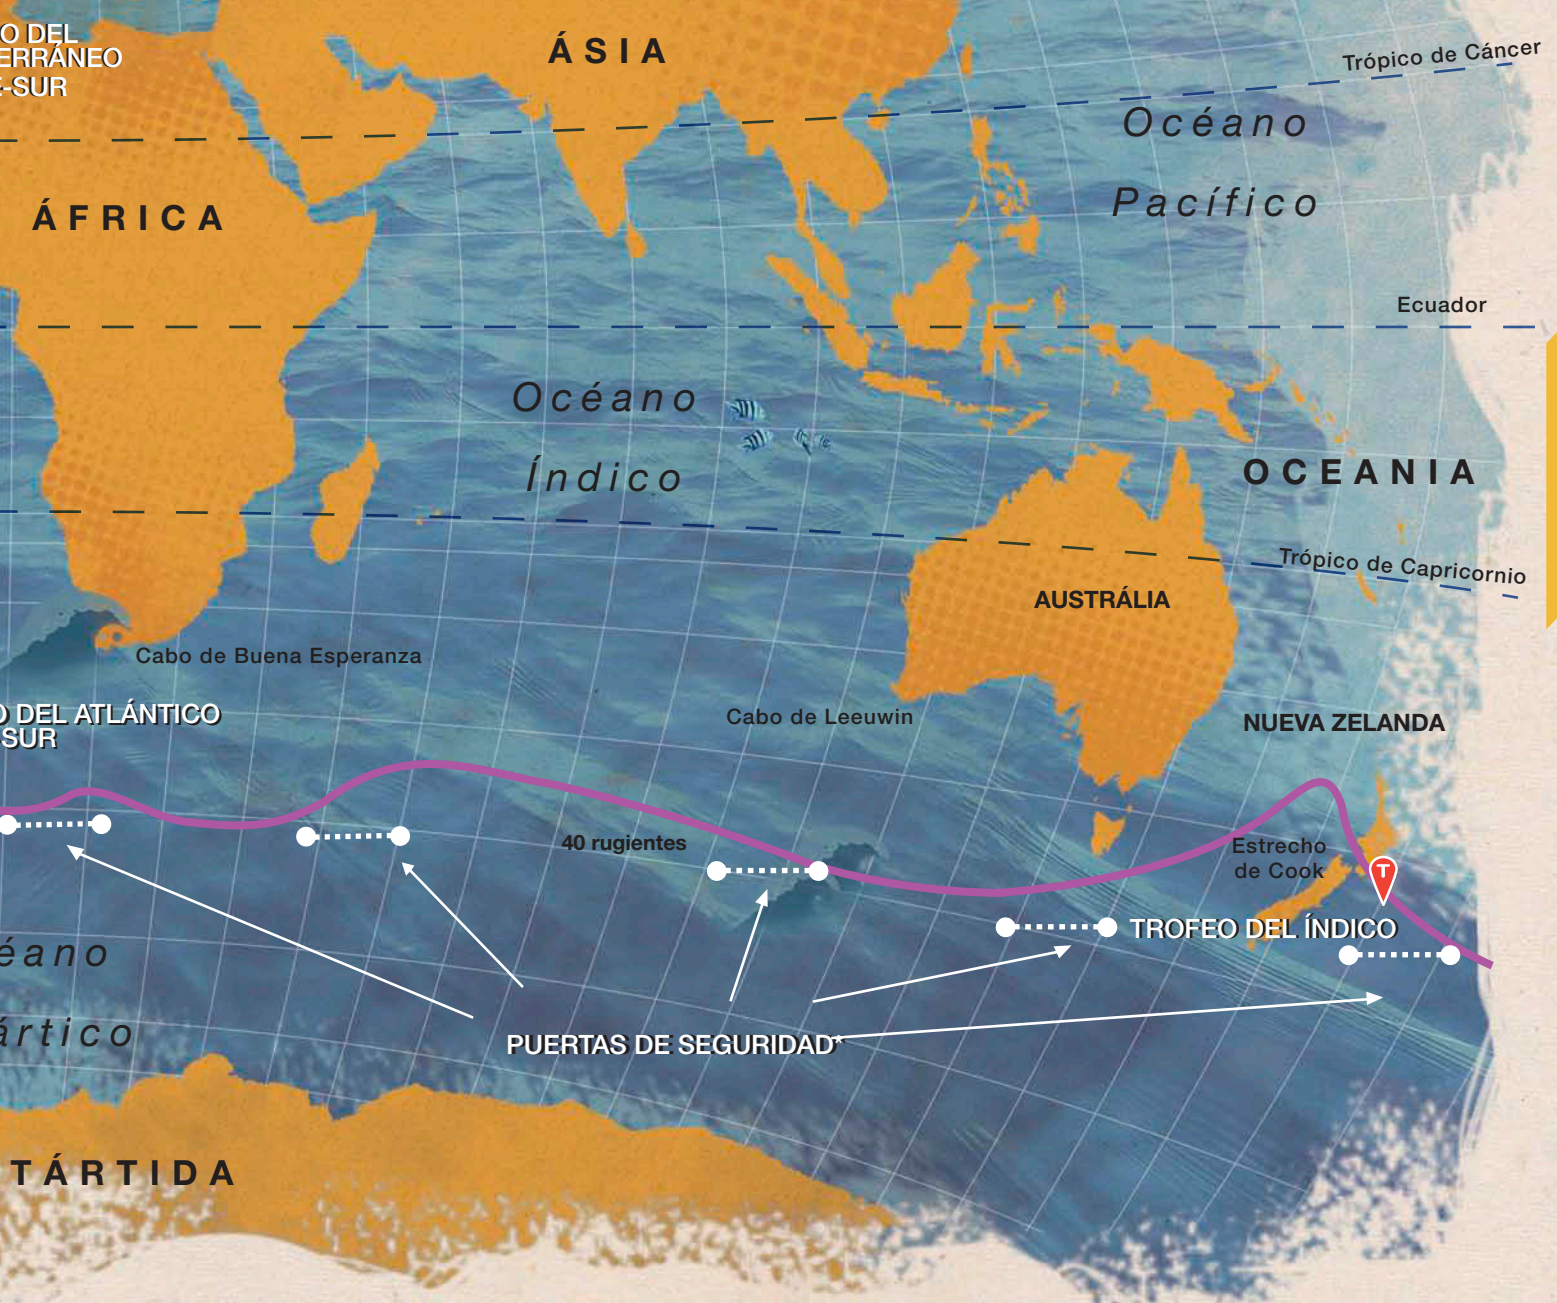 O DEL
ERRÁNEO
-SUR
ÁSIA
Trópico de Cáncer
Océano
Pacífico
ÁFRICA
Ecuador
Océano
Índico
OCEANIA
Trópico de Capricornio
AUSTRÁLIA
Cabo de Buena Esperanza
DEL ATLÁNTICO
SUR
Cabo de Leeuwin
NUEVA ZELANDA
40 rugientes
Estrecho
de Cook
T
TROFEO DEL ÍNDICO
éano
ártico
PUERTAS DE SEGURIDAD*
TÁRTIDA